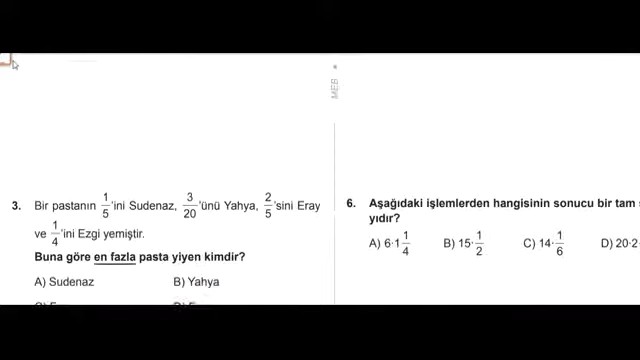 MEB
3. Bir pastanın 1/5'ini Sudenaz, 3/20'ünü Yahya, 2/5'sini Eray
ve 1/4'ini Ezgi yemiştir.
Buna göre en fazla pasta yiyen kimdir?
A) Sudenaz B) Yahya
6. Aşağıdaki işlemlerden hangisinin sonucu bir tam
yıdır?
A) 6·1 1/4 B) 15·1/2 C) 14·1/6 D) 20·2